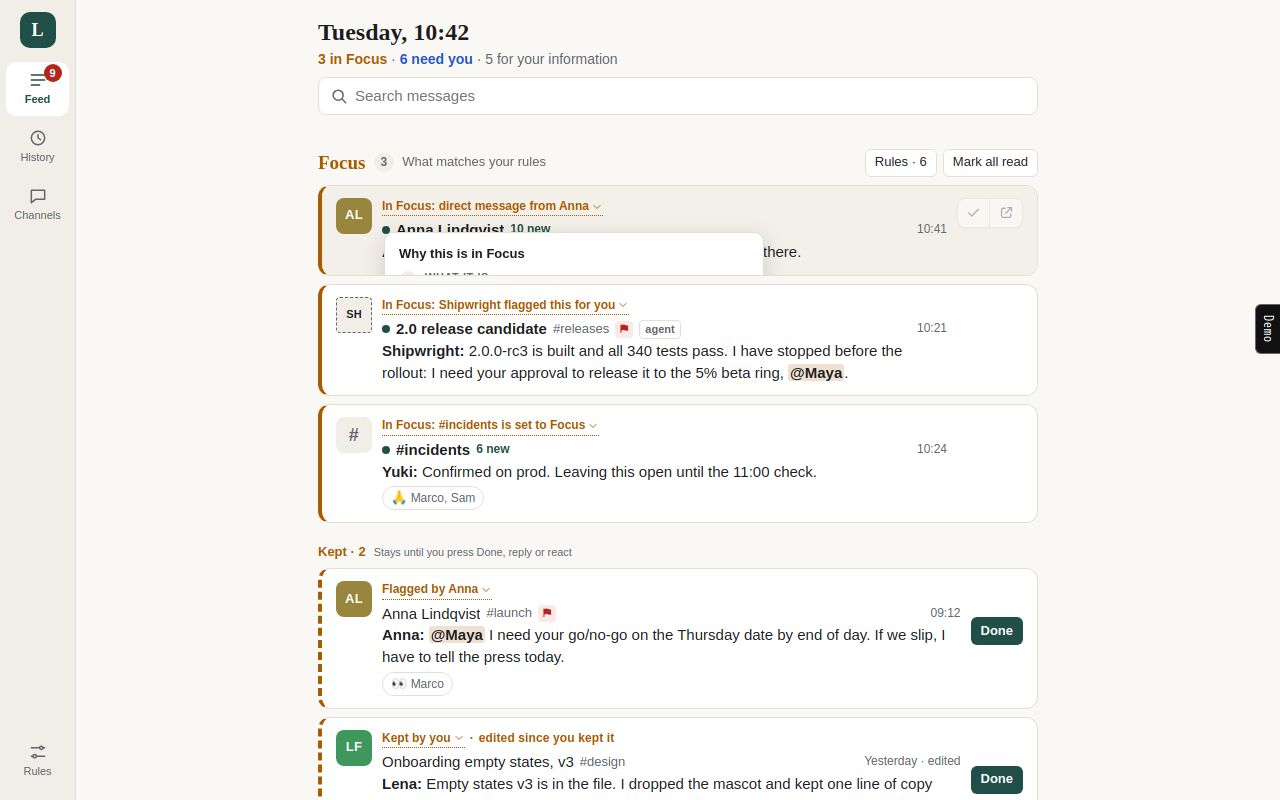 L
9
Feed
History
Channels
Rules
Tuesday, 10:42
3 in Focus · 6 need you · 5 for your information
Search messages
Focus 3 What matches your rules
Rules · 6
Mark all read
AL
In Focus: direct message from Anna
Anna Lindqvist 10 new 10:41
there.
Why this is in Focus
SH
In Focus: Shipwright flagged this for you
2.0 release candidate #releases agent 10:21
Shipwright: 2.0.0-rc3 is built and all 340 tests pass. I have stopped before the
rollout: I need your approval to release it to the 5% beta ring, @Maya.
#
In Focus: #incidents is set to Focus
#incidents 6 new 10:24
Yuki: Confirmed on prod. Leaving this open until the 11:00 check.
🙏 Marco, Sam
Kept · 2 Stays until you press Done, reply or react
AL
Flagged by Anna
Anna Lindqvist #launch 09:12
Anna: @Maya I need your go/no-go on the Thursday date by end of day. If we slip, I
have to tell the press today.
👀 Marco
Done
LF
Kept by you · edited since you kept it
Onboarding empty states, v3 #design Yesterday · edited
Lena: Empty states v3 is in the file. I dropped the mascot and kept one line of copy
Done
Demo